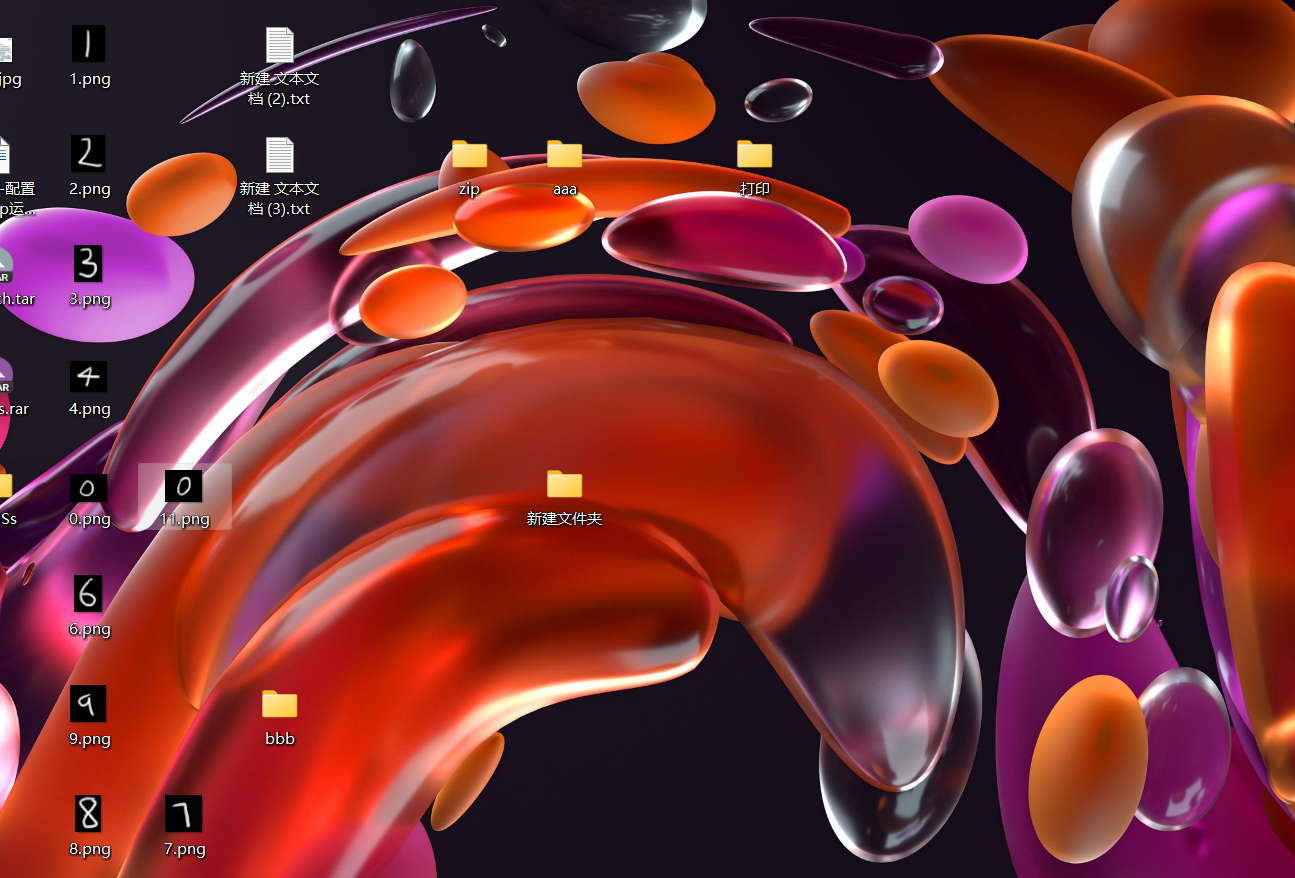 jpg
1
1.png
新建 文本文
档 (2).txt
-配置
p运...
2
2.png
新建 文本文
档 (3).txt
zip
aaa
打印
AR
ch.tar
3
3.png
AR
s.rar
4
4.png
Ss
0
0.png
0
11.png
新建文件夹
6
6.png
9
9.png
bbb
8
8.png
7
7.png